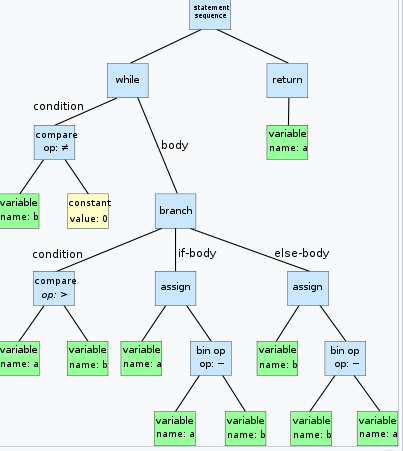 statement
sequence
while
return
condition
compare
op: ≠
body
variable
name: a
variable
name: b
constant
value: 0
branch
condition
if-body
else-body
compare
op: >
assign
assign
variable
name: a
variable
name: b
variable
name: a
bin op
op: −
variable
name: b
bin op
op: −
variable
name: a
variable
name: b
variable
name: b
variable
name: a